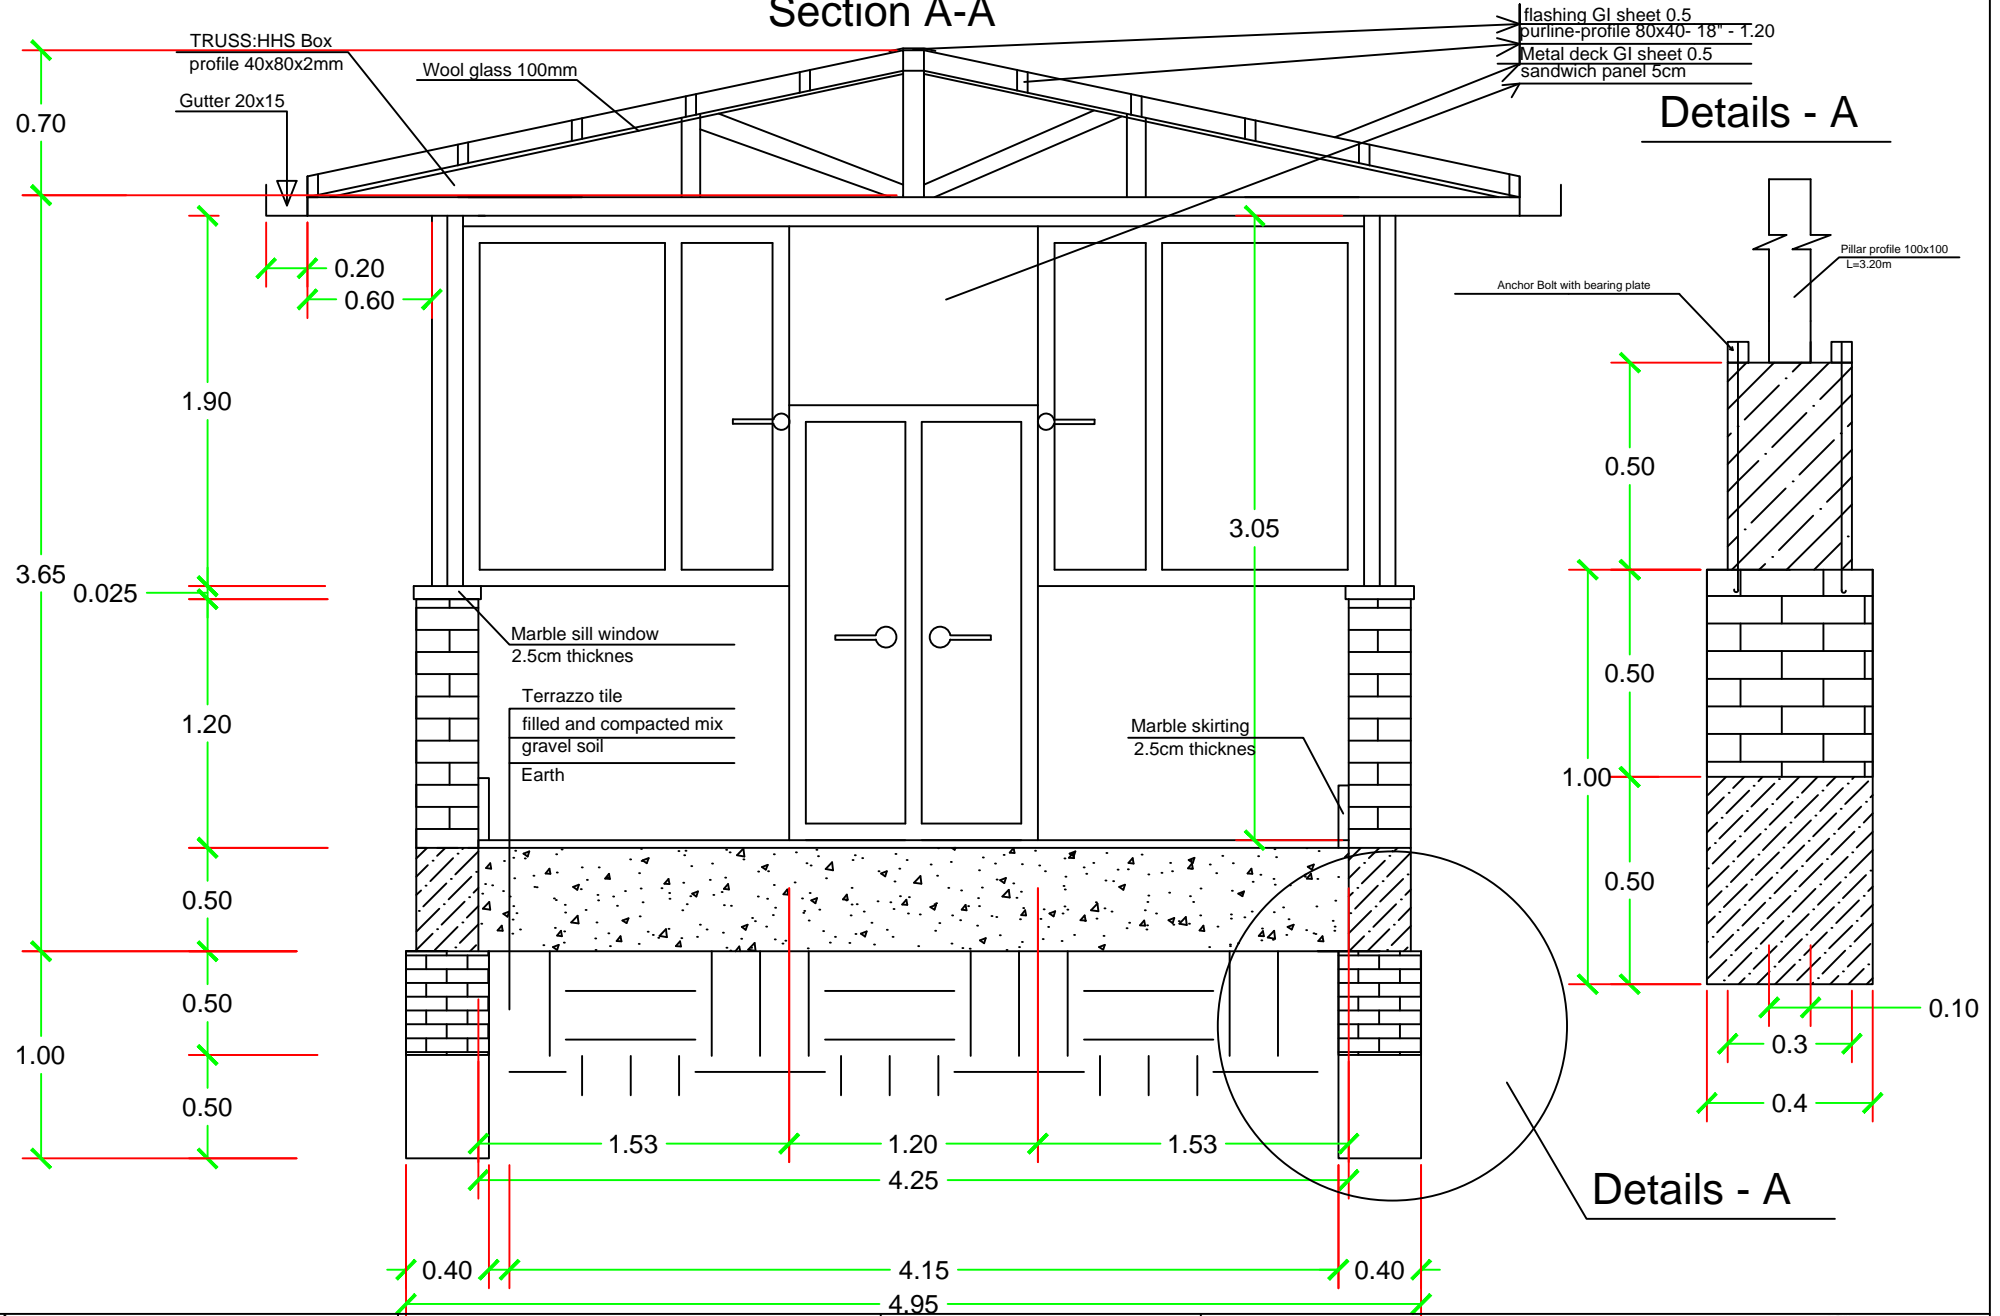 Section A-A
flashing GI sheet 0.5
purline-profile 80x40- 18" - 1.20
Metal deck GI sheet 0.5
sandwich panel 5cm
TRUSS:HHS Box
profile 40x80x2mm
Wool glass 100mm
Gutter 20x15
0.70
Details - A
Pillar profile 100x100
L=3.20m
Anchor Bolt with bearing plate
0.20
0.60
1.90
3.05
0.50
3.65
0.025
Marble sill window
2.5cm thicknes
Terrazzo tile
filled and compacted mix
gravel soil
Earth
Marble skirting
2.5cm thicknes
1.20
0.50
1.00
0.50
0.50
0.50
1.00
0.50
0.10
0.3
0.4
1.53
1.20
1.53
4.25
Details - A
0.40
4.15
0.40
4.95